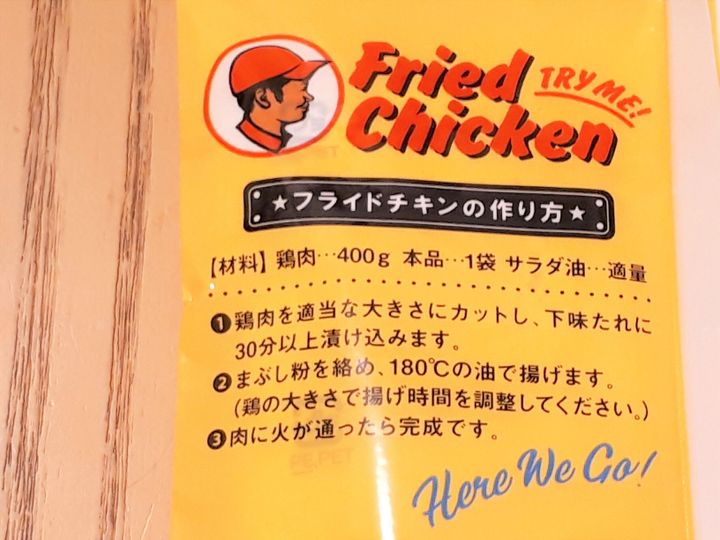 Fried
TRY ME!
Chicken
★フライドチキンの作り方★
【材料】鶏肉…400g 本品…1袋 サラダ油…適量
❶鶏肉を適当な大きさにカットし、下味たれに
30分以上漬け込みます。
❷まぶし粉を絡め、180℃の油で揚げます。
(鶏の大きさで揚げ時間を調整してください。)
❸肉に火が通ったら完成です。
Here We Go!